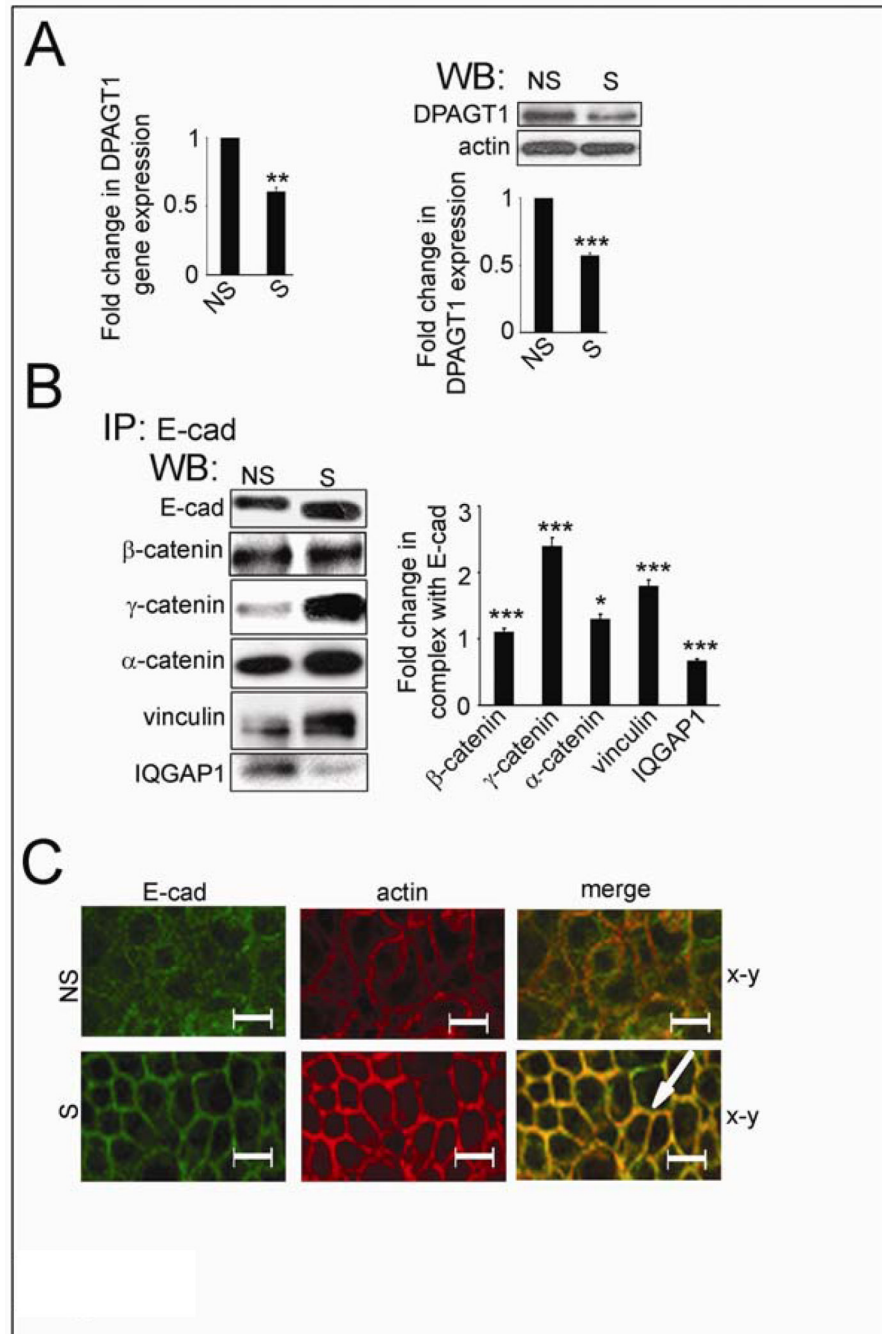 A
Fold change in DPAGT1
gene expression
1
0.5
0
**
NS
S
WB: NS S
DPAGT1
actin
Fold change in
DPAGT1 expression
1
0.5
0
***
NS
S
B
IP: E-cad
WB: NS S
E-cad
β-catenin
γ-catenin
α-catenin
vinculin
IQGAP1
Fold change in
complex with E-cad
3
2
1
0
***
***
*
***
***
β-catenin
γ-catenin
α-catenin
vinculin
IQGAP1
C
E-cad actin merge
NS
x-y
S
x-y